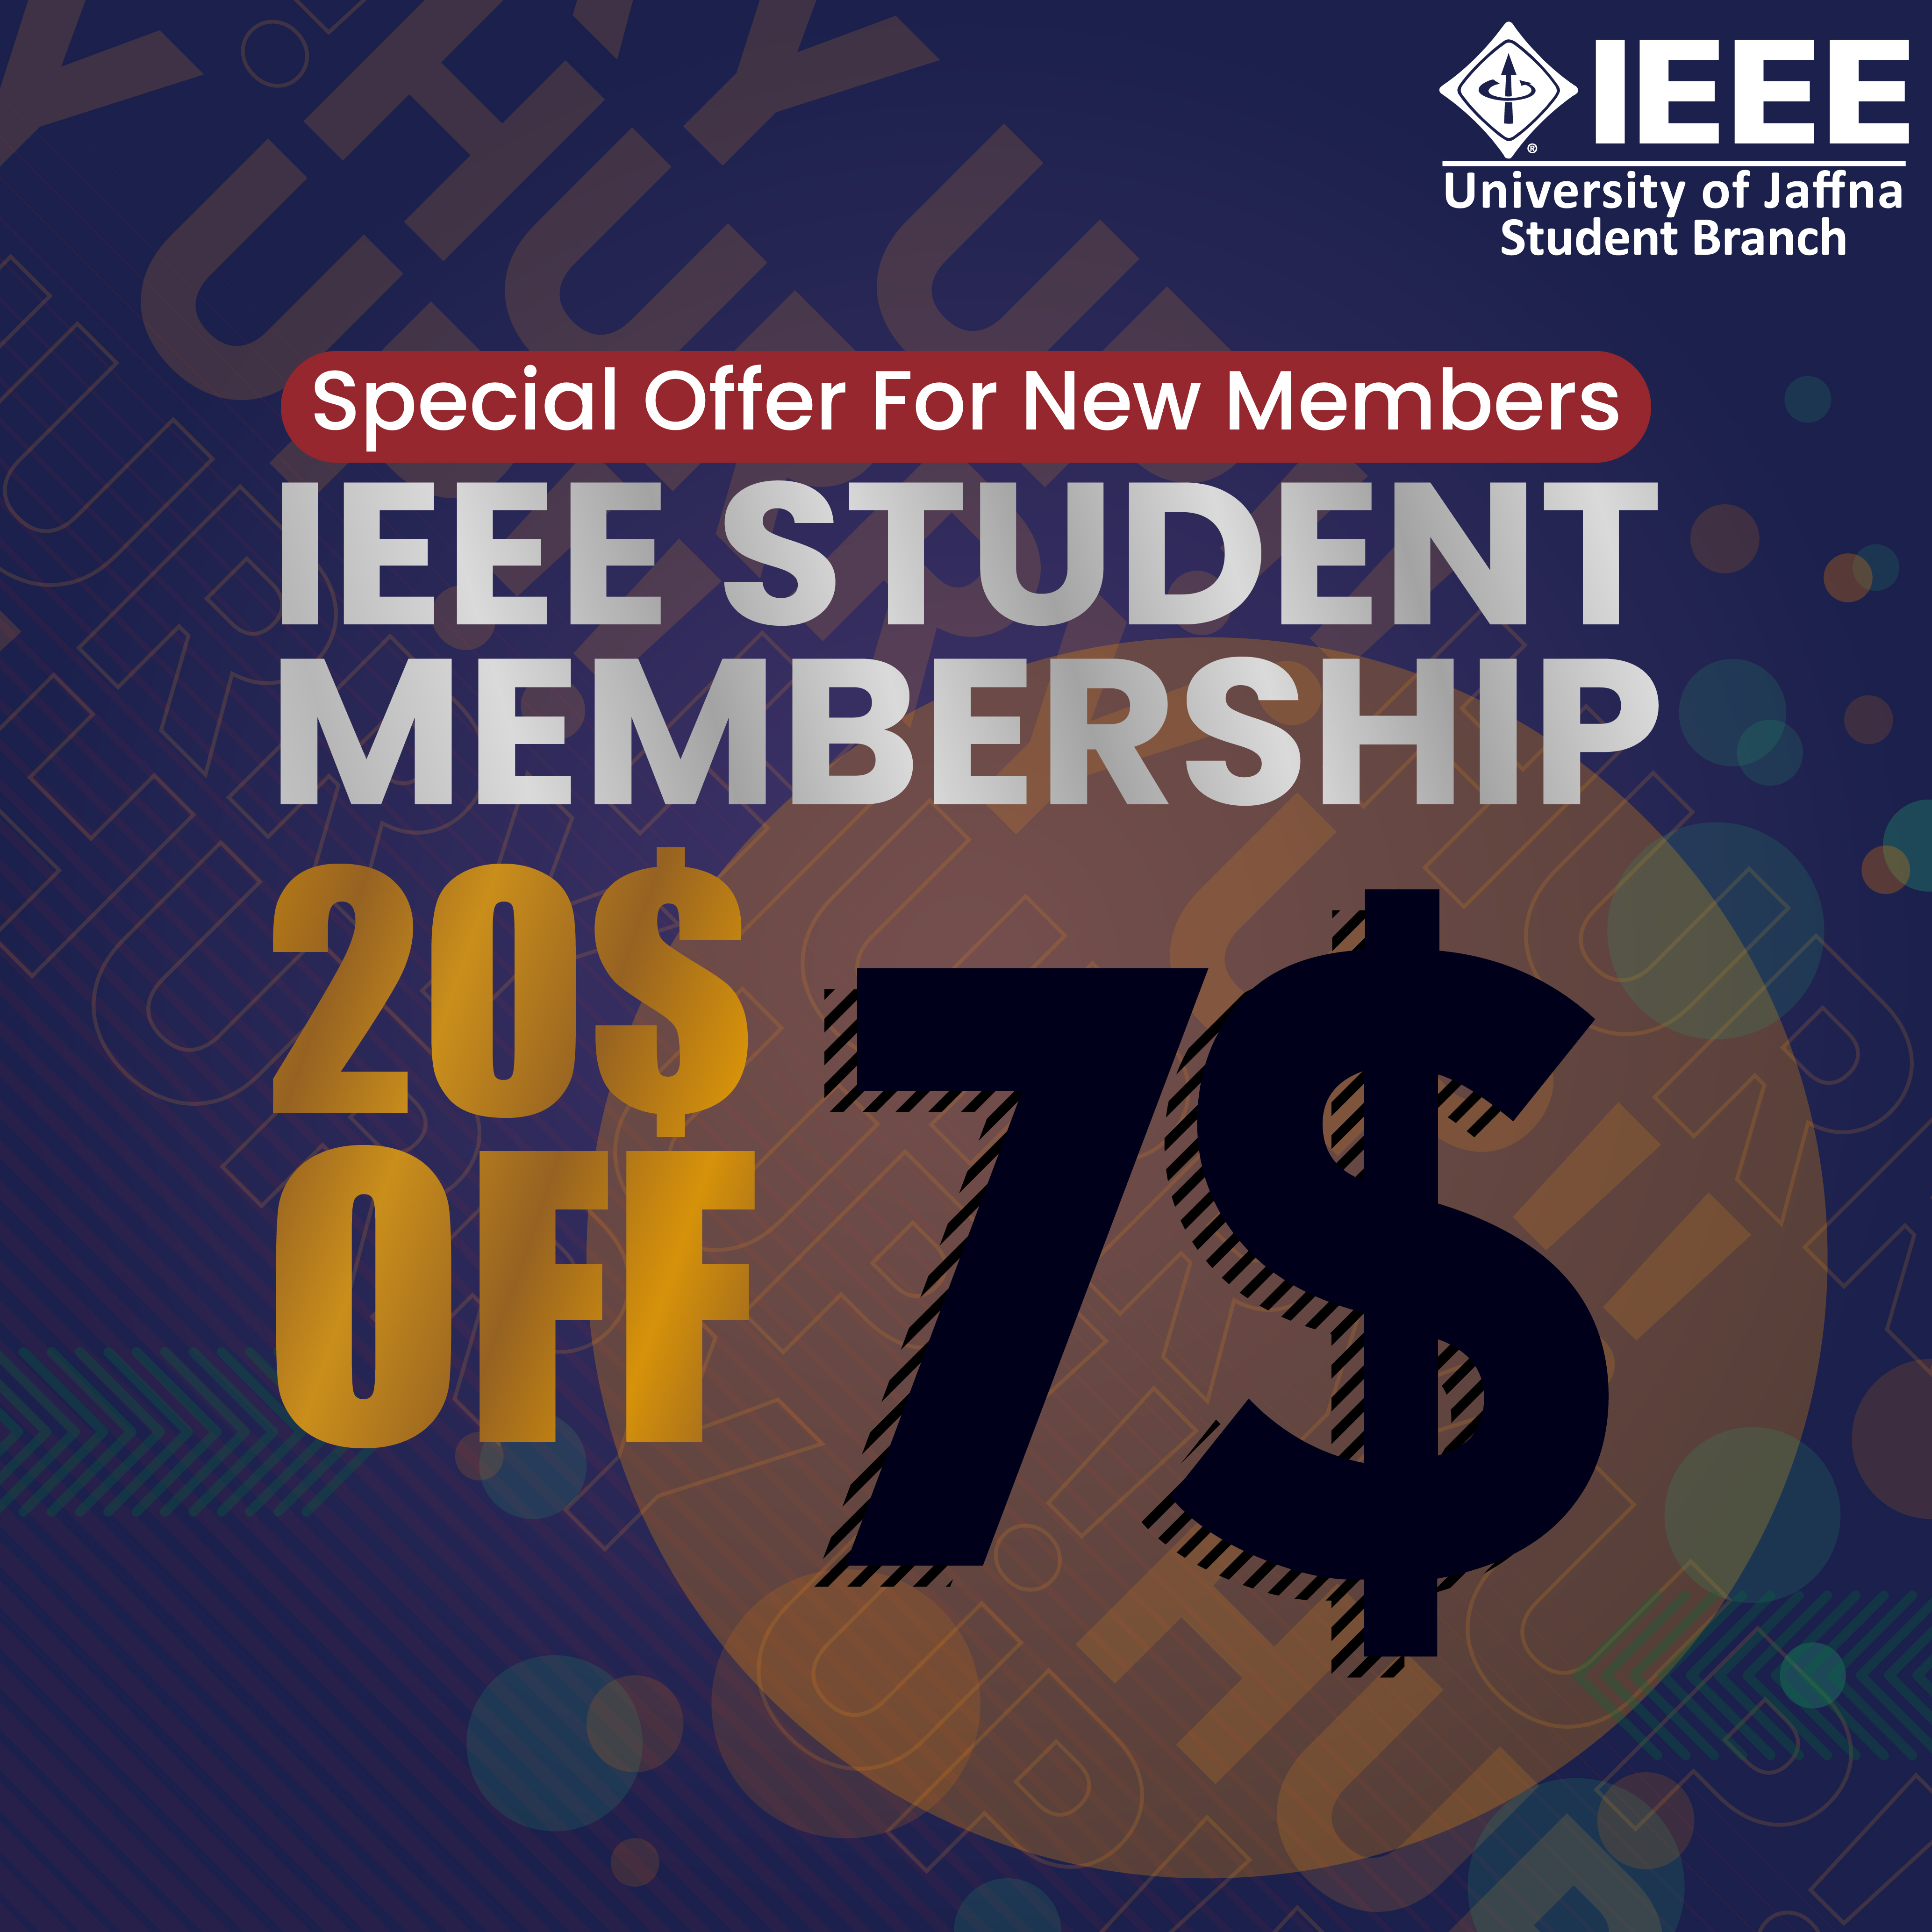 IEEE
University of Jaffna
Student Branch
Special Offer For New Members
IEEE STUDENT
MEMBERSHIP
20$
OFF
7$